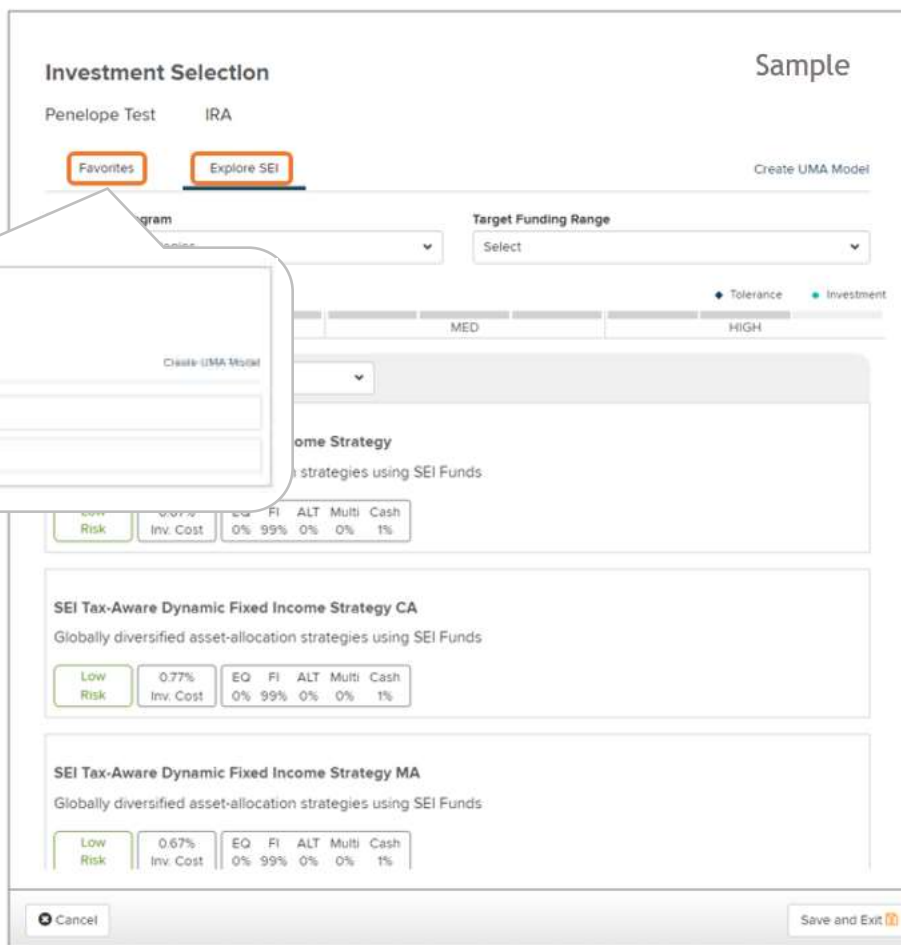 Investment Selection
Sample
Penelope Test IRA
Favorites Explore SEI Create UMA Model
gram Target Funding Range
Select
Tolerance Investment
MED HIGH
Create UMA Model
ome Strategy
strategies using SEI Funds
Low 0.67% EQ FI ALT Multi Cash
Risk Inv. Cost 0% 99% 0% 0% 1%
SEI Tax-Aware Dynamic Fixed Income Strategy CA
Globally diversified asset-allocation strategies using SEI Funds
Low 0.77% EQ FI ALT Multi Cash
Risk Inv. Cost 0% 99% 0% 0% 1%
SEI Tax-Aware Dynamic Fixed Income Strategy MA
Globally diversified asset-allocation strategies using SEI Funds
Low 0.67% EQ FI ALT Multi Cash
Risk Inv. Cost 0% 99% 0% 0% 1%
Cancel Save and Exit